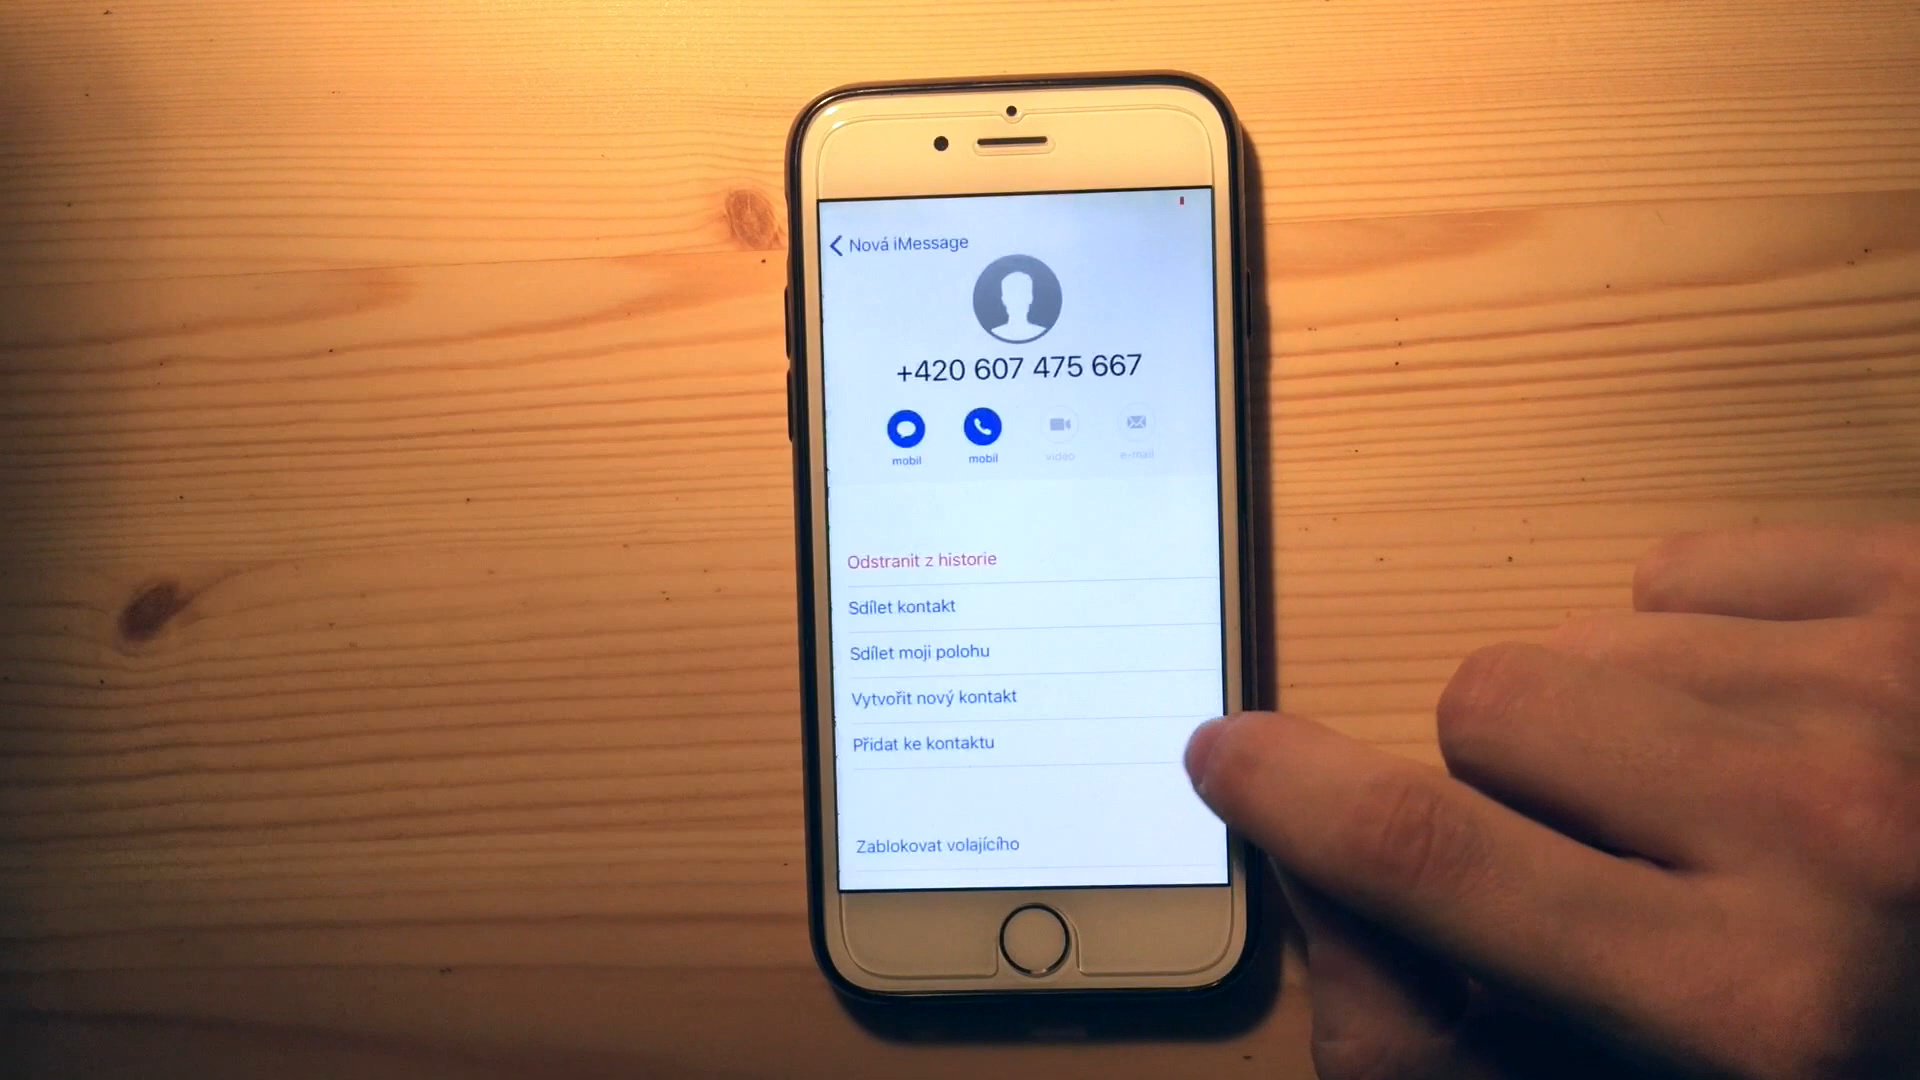 Nová iMessage
+420 607 475 667
mobil mobil video e-mail
Odstranit z historie
Sdílet kontakt
Sdílet moji polohu
Vytvořit nový kontakt
Přidat ke kontaktu
Zablokovat volajícího